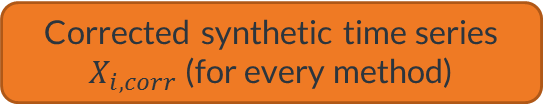 Corrected synthetic time series
X_{i,corr} (for every method)